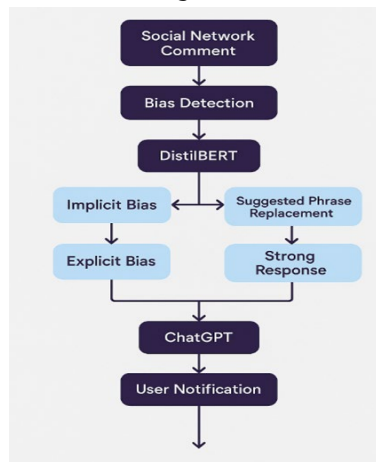 Social Network
Comment
Bias Detection
DistilBERT
Implicit Bias
Suggested Phrase
Replacement
Explicit Bias
Strong
Response
ChatGPT
User Notification